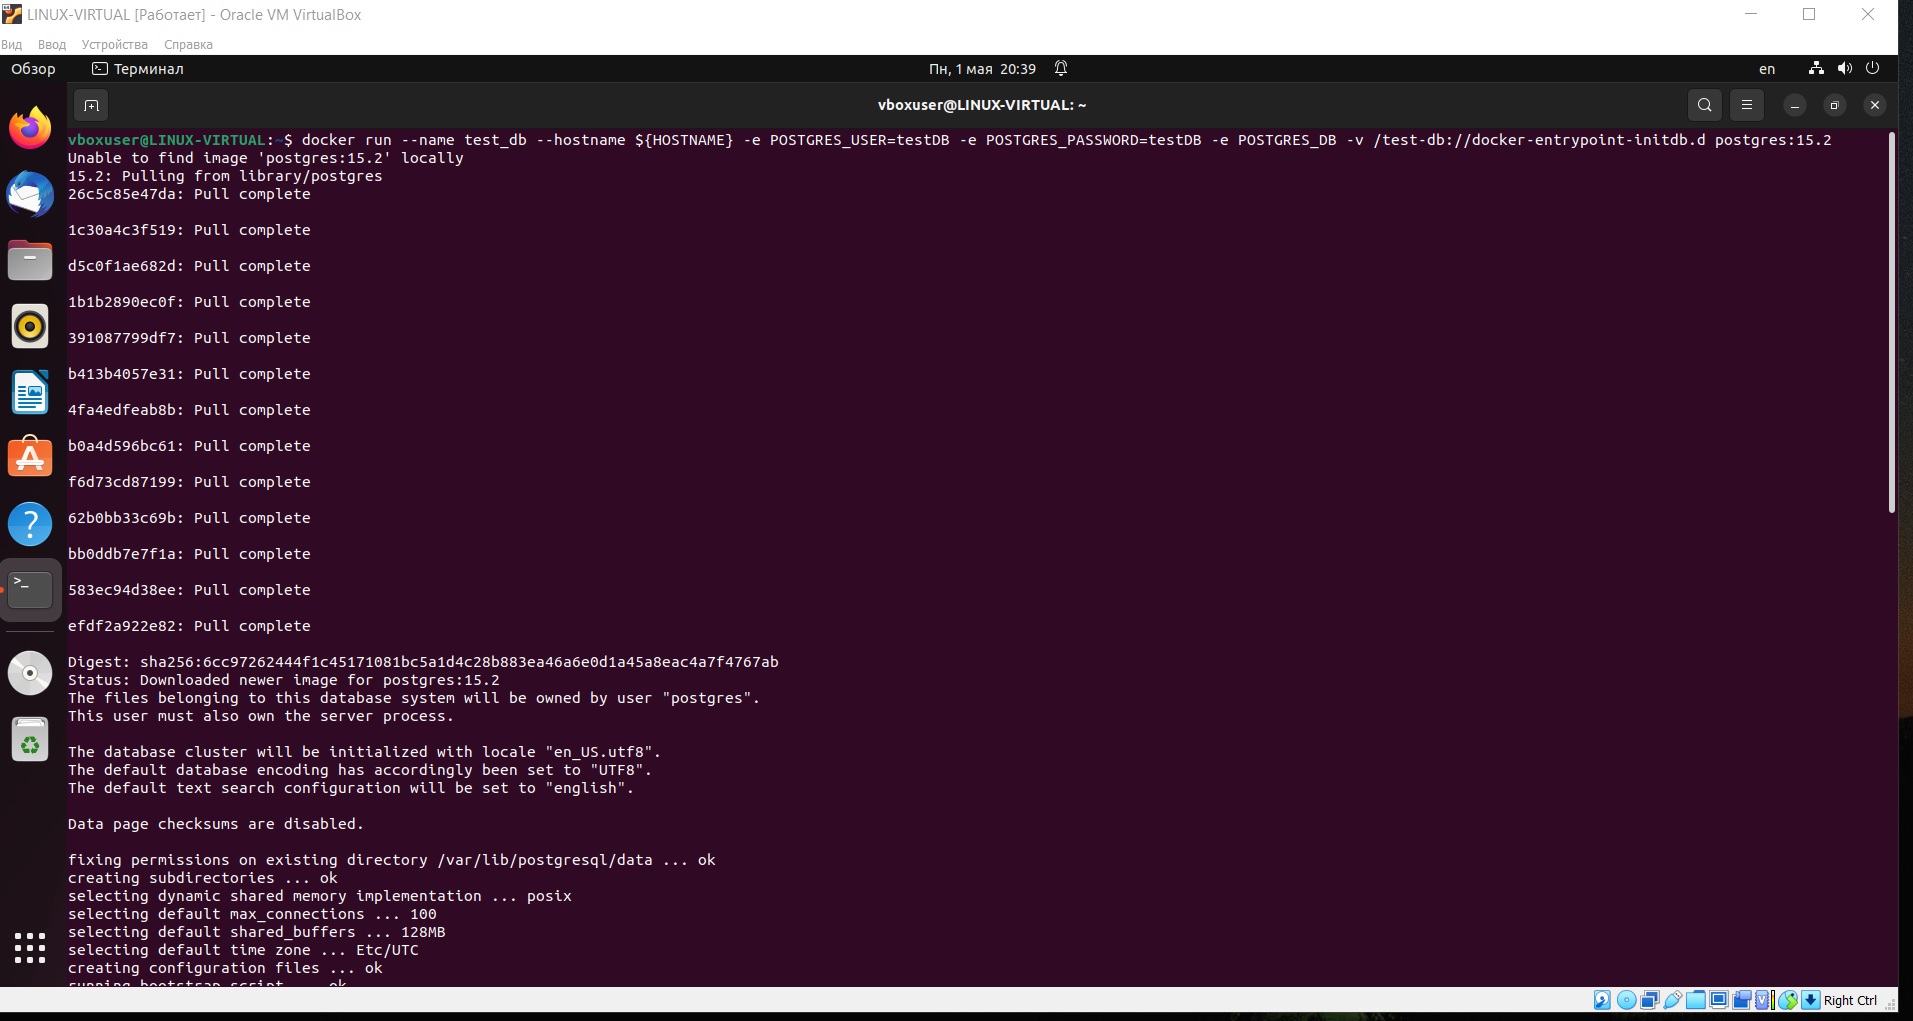 LINUX-VIRTUAL [Работает] - Oracle VM VirtualBox
Вид Ввод Устройства Справка
Обзор Терминал Пн, 1 мая 20:39 en
vboxuser@LINUX-VIRTUAL: ~
vboxuser@LINUX-VIRTUAL:~$ docker run --name test_db --hostname ${HOSTNAME} -e POSTGRES_USER=testDB -e POSTGRES_PASSWORD=testDB -e POSTGRES_DB -v /test-db://docker-entrypoint-initdb.d postgres:15.2
Unable to find image 'postgres:15.2' locally
15.2: Pulling from library/postgres
26c5c85e47da: Pull complete
1c30a4c3f519: Pull complete
d5c0f1ae682d: Pull complete
1b1b2890ec0f: Pull complete
391087799df7: Pull complete
b413b4057e31: Pull complete
4fa4edfeab8b: Pull complete
b0a4d596bc61: Pull complete
f6d73cd87199: Pull complete
62b0bb33c69b: Pull complete
bb0ddb7e7f1a: Pull complete
583ec94d38ee: Pull complete
efdf2a922e82: Pull complete
Digest: sha256:6cc97262444f1c45171081bc5a1d4c28b883ea46a6e0d1a45a8eac4a7f4767ab
Status: Downloaded newer image for postgres:15.2
The files belonging to this database system will be owned by user "postgres".
This user must also own the server process.
The database cluster will be initialized with locale "en_US.utf8".
The default database encoding has accordingly been set to "UTF8".
The default text search configuration will be set to "english".
Data page checksums are disabled.
fixing permissions on existing directory /var/lib/postgresql/data ... ok
creating subdirectories ... ok
selecting dynamic shared memory implementation ... posix
selecting default max_connections ... 100
selecting default shared_buffers ... 128MB
selecting default time zone ... Etc/UTC
creating configuration files ... ok
running bootstrap script ... ok
Right Ctrl